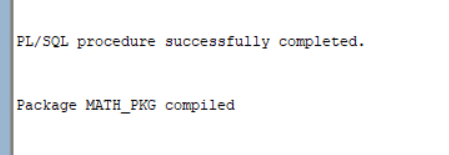 PL/SQL procedure successfully completed.
Package MATH_PKG compiled